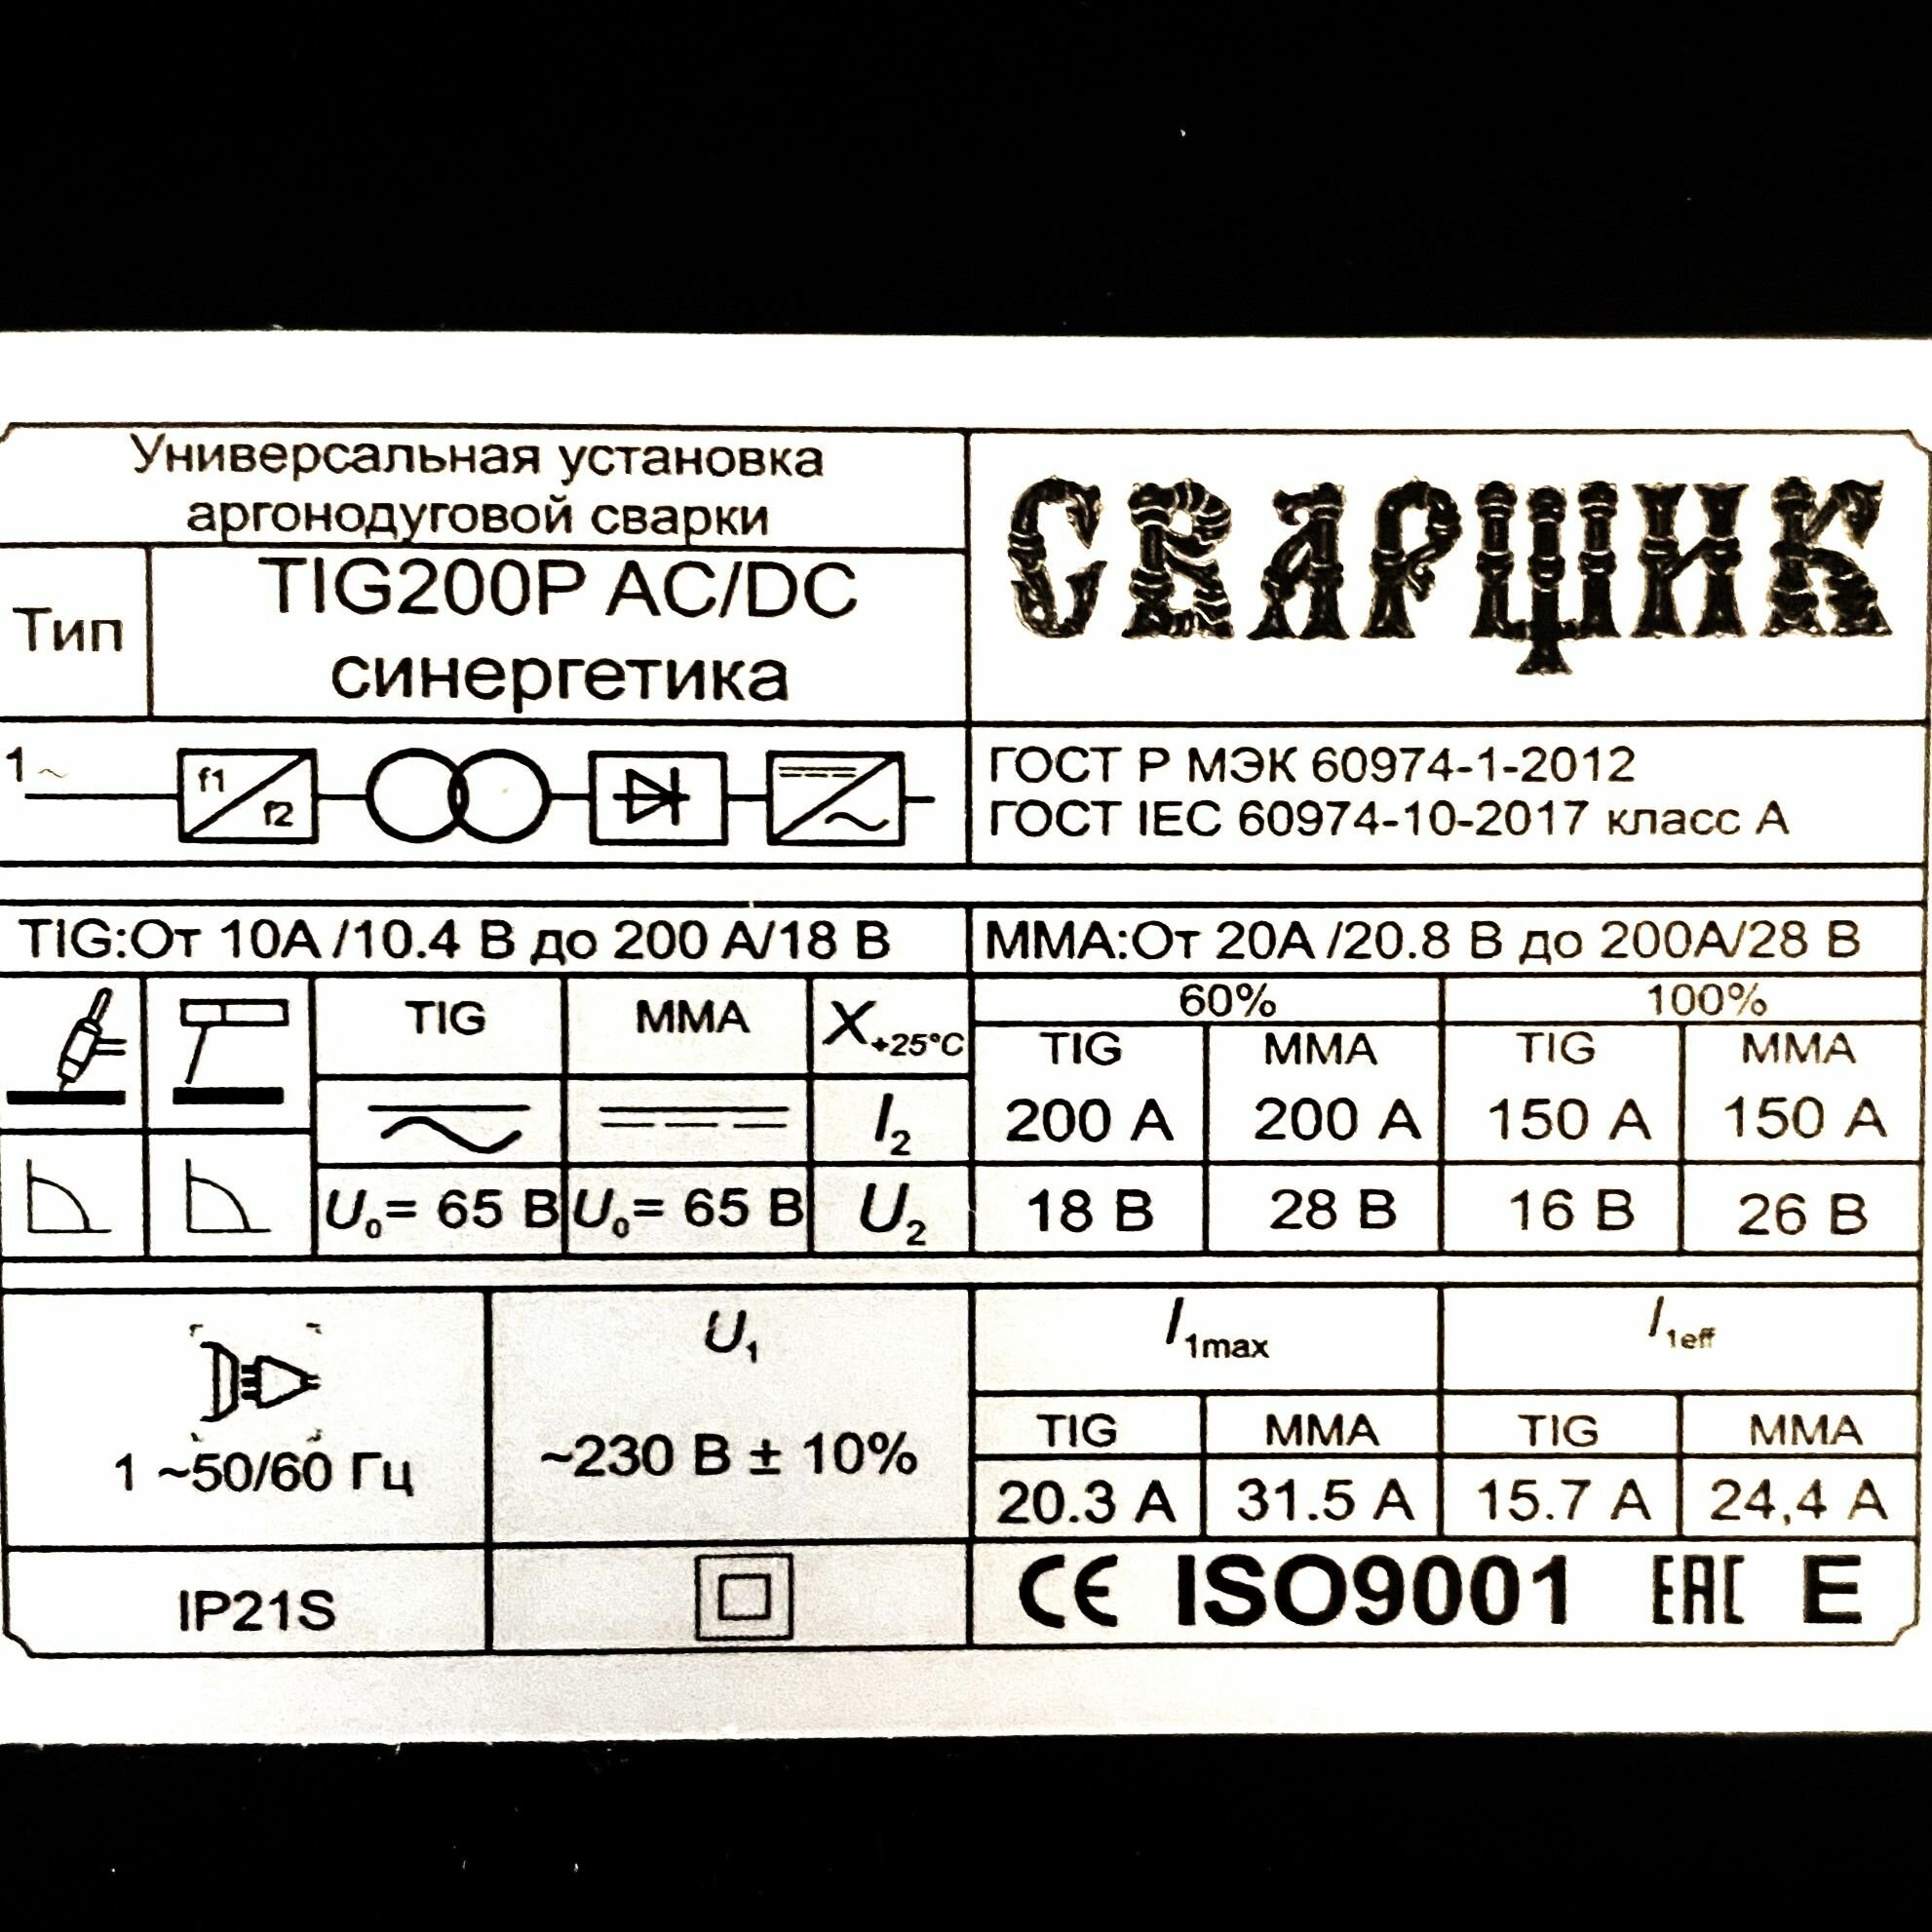 Универсальная установка
аргонодуговой сварки
СВАРЩИК
Тип
TIG200P AC/DC
синергетика
1~
f1
f2
ГОСТ Р МЭК 60974-1-2012
ГОСТ IEC 60974-10-2017 класс А
TIG:От 10А /10.4 В до 200 А/18 В
MMA:От 20А /20.8 В до 200А/28 В
TIG MMA X+25°C 60% 100%
TIG MMA TIG MMA
I2 200 А 200 А 150 А 150 А
U0= 65 В U0= 65 В U2 18 В 28 В 16 В 26 В
U1 I1max I1eff
TIG MMA TIG MMA
1 ~50/60 Гц ~230 В ± 10% 20.3 А 31.5 А 15.7 А 24,4 А
IP21S CE ISO9001 EAC E